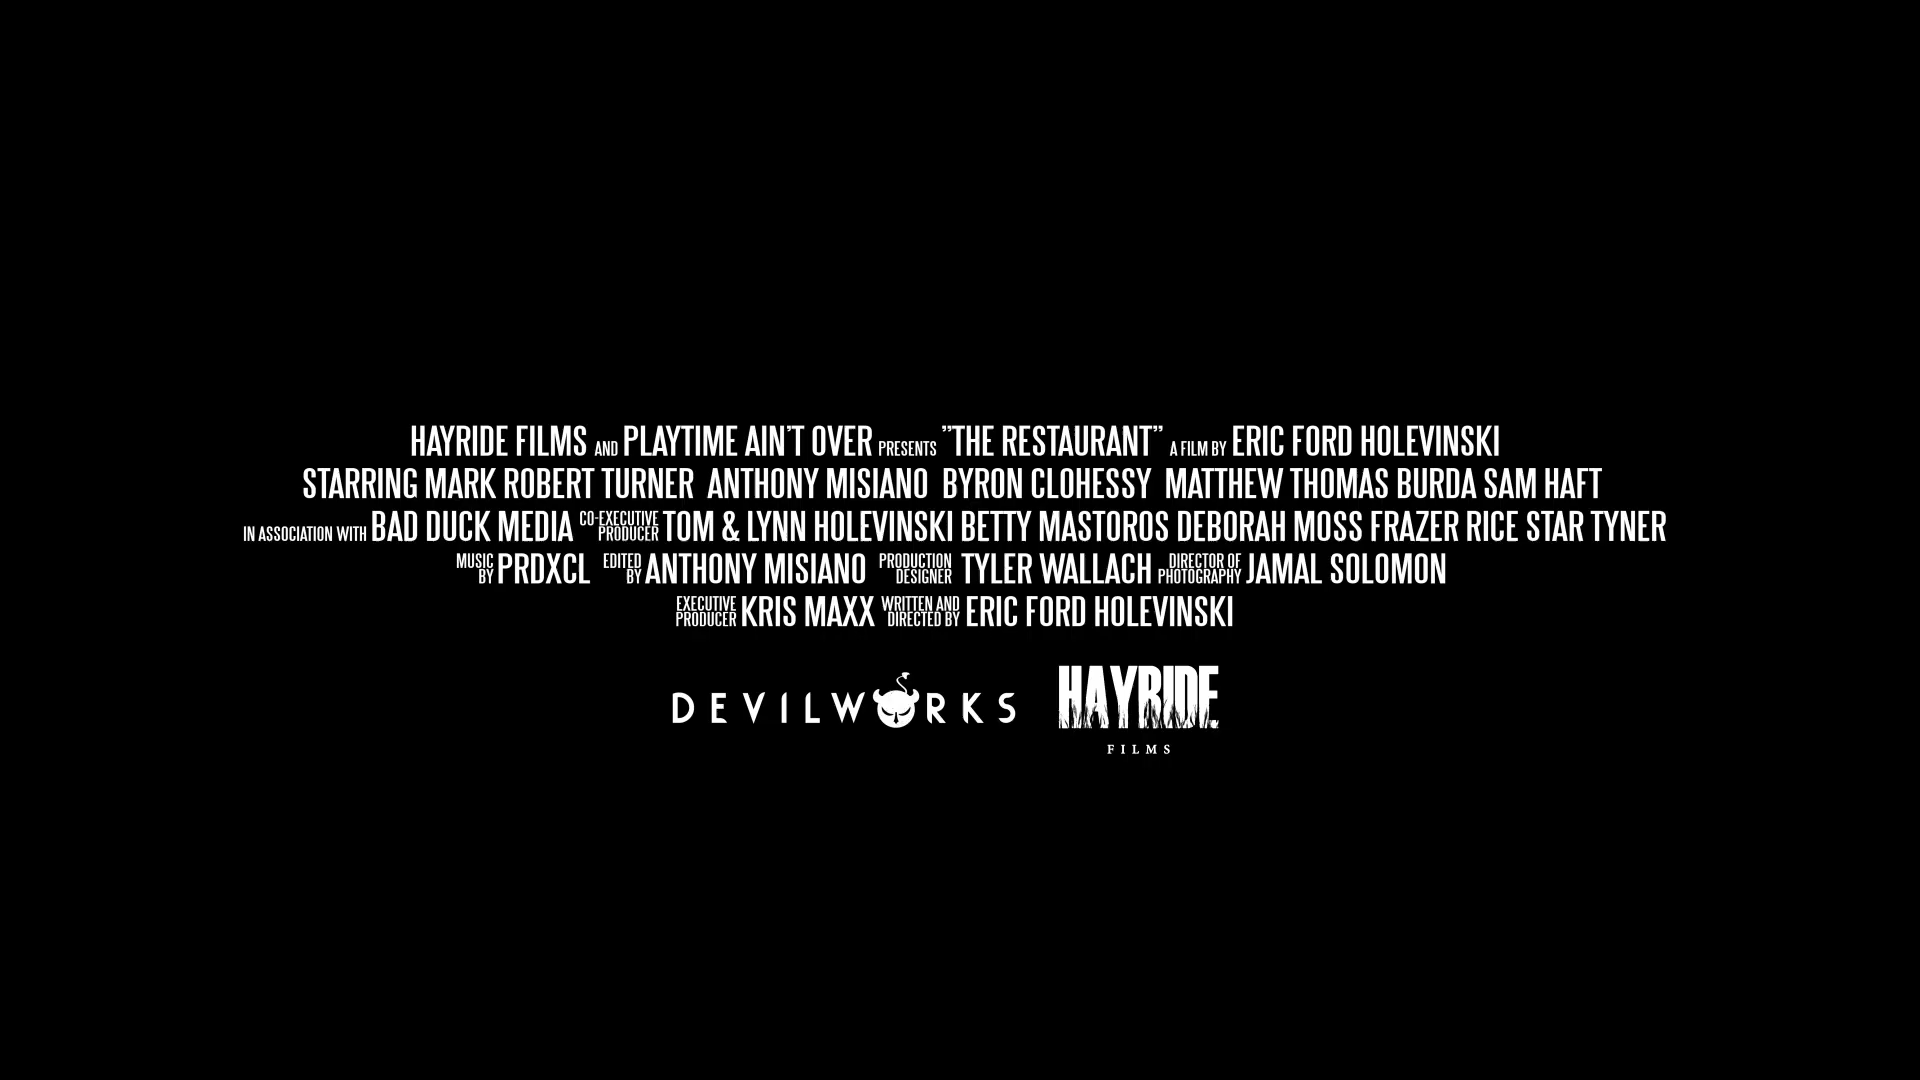 HAYRIDE FILMS AND PLAYTIME AIN'T OVER PRESENTS ”THE RESTAURANT” A FILM BY ERIC FORD HOLEVINSKI
STARRING MARK ROBERT TURNER ANTHONY MISIANO BYRON CLOHESSY MATTHEW THOMAS BURDA SAM HAFT
IN ASSOCIATION WITH BAD DUCK MEDIA CO-EXECUTIVE PRODUCER TOM & LYNN HOLEVINSKI BETTY MASTOROS DEBORAH MOSS FRAZER RICE STAR TYNER
MUSIC BY PRDXCL EDITED BY ANTHONY MISIANO PRODUCTION DESIGNER TYLER WALLACH DIRECTOR OF PHOTOGRAPHY JAMAL SOLOMON
EXECUTIVE PRODUCER KRIS MAXX WRITTEN AND DIRECTED BY ERIC FORD HOLEVINSKI
DEVILWORKS
HAYRIDE
FILMS